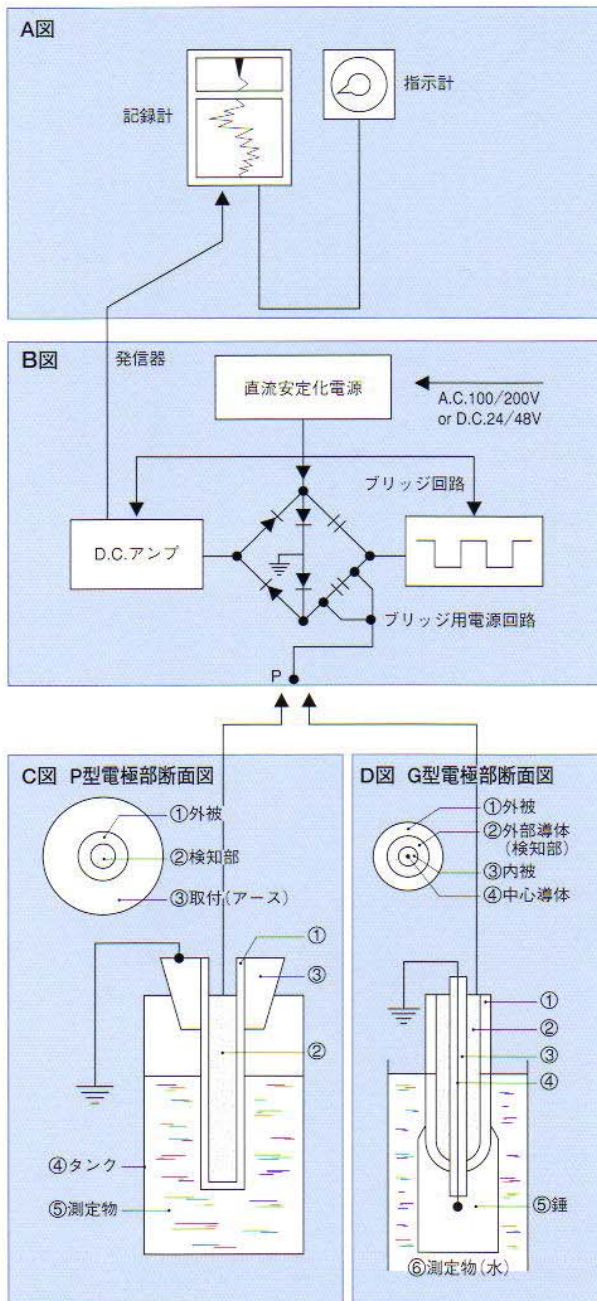 A図
記録計
指示計
B図
発信器
直流安定化電源
A.C.100/200V
or D.C.24/48V
ブリッジ回路
D.C.アンプ
ブリッジ用電源回路
P
C図 P型電極部断面図
①外被
②検知部
③取付(アース)
①
③
②
④タンク
⑤測定物
D図 G型電極部断面図
①外被
②外部導体
(検知部)
③内被
④中心導体
①
②
③
④
⑤錘
⑥測定物(水)